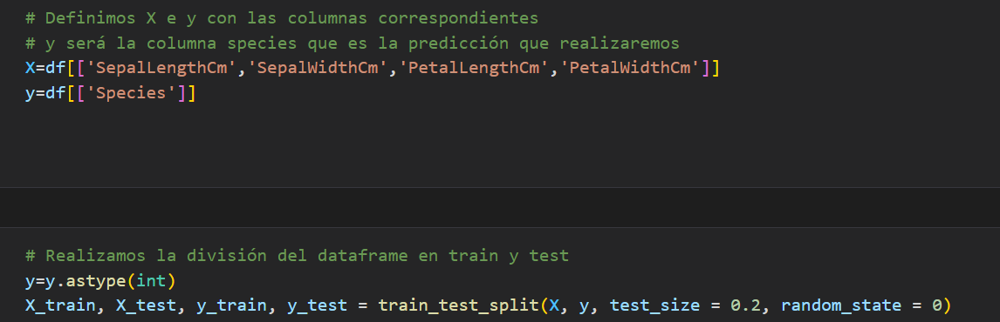 # Definimos X e y con las columnas correspondientes
# y será la columna species que es la predicción que realizaremos
X=df[['SepalLengthCm','SepalWidthCm','PetalLengthCm','PetalWidthCm']]
y=df[['Species']]
# Realizamos la división del dataframe en train y test
y=y.astype(int)
X_train, X_test, y_train, y_test = train_test_split(X, y, test_size = 0.2, random_state = 0)